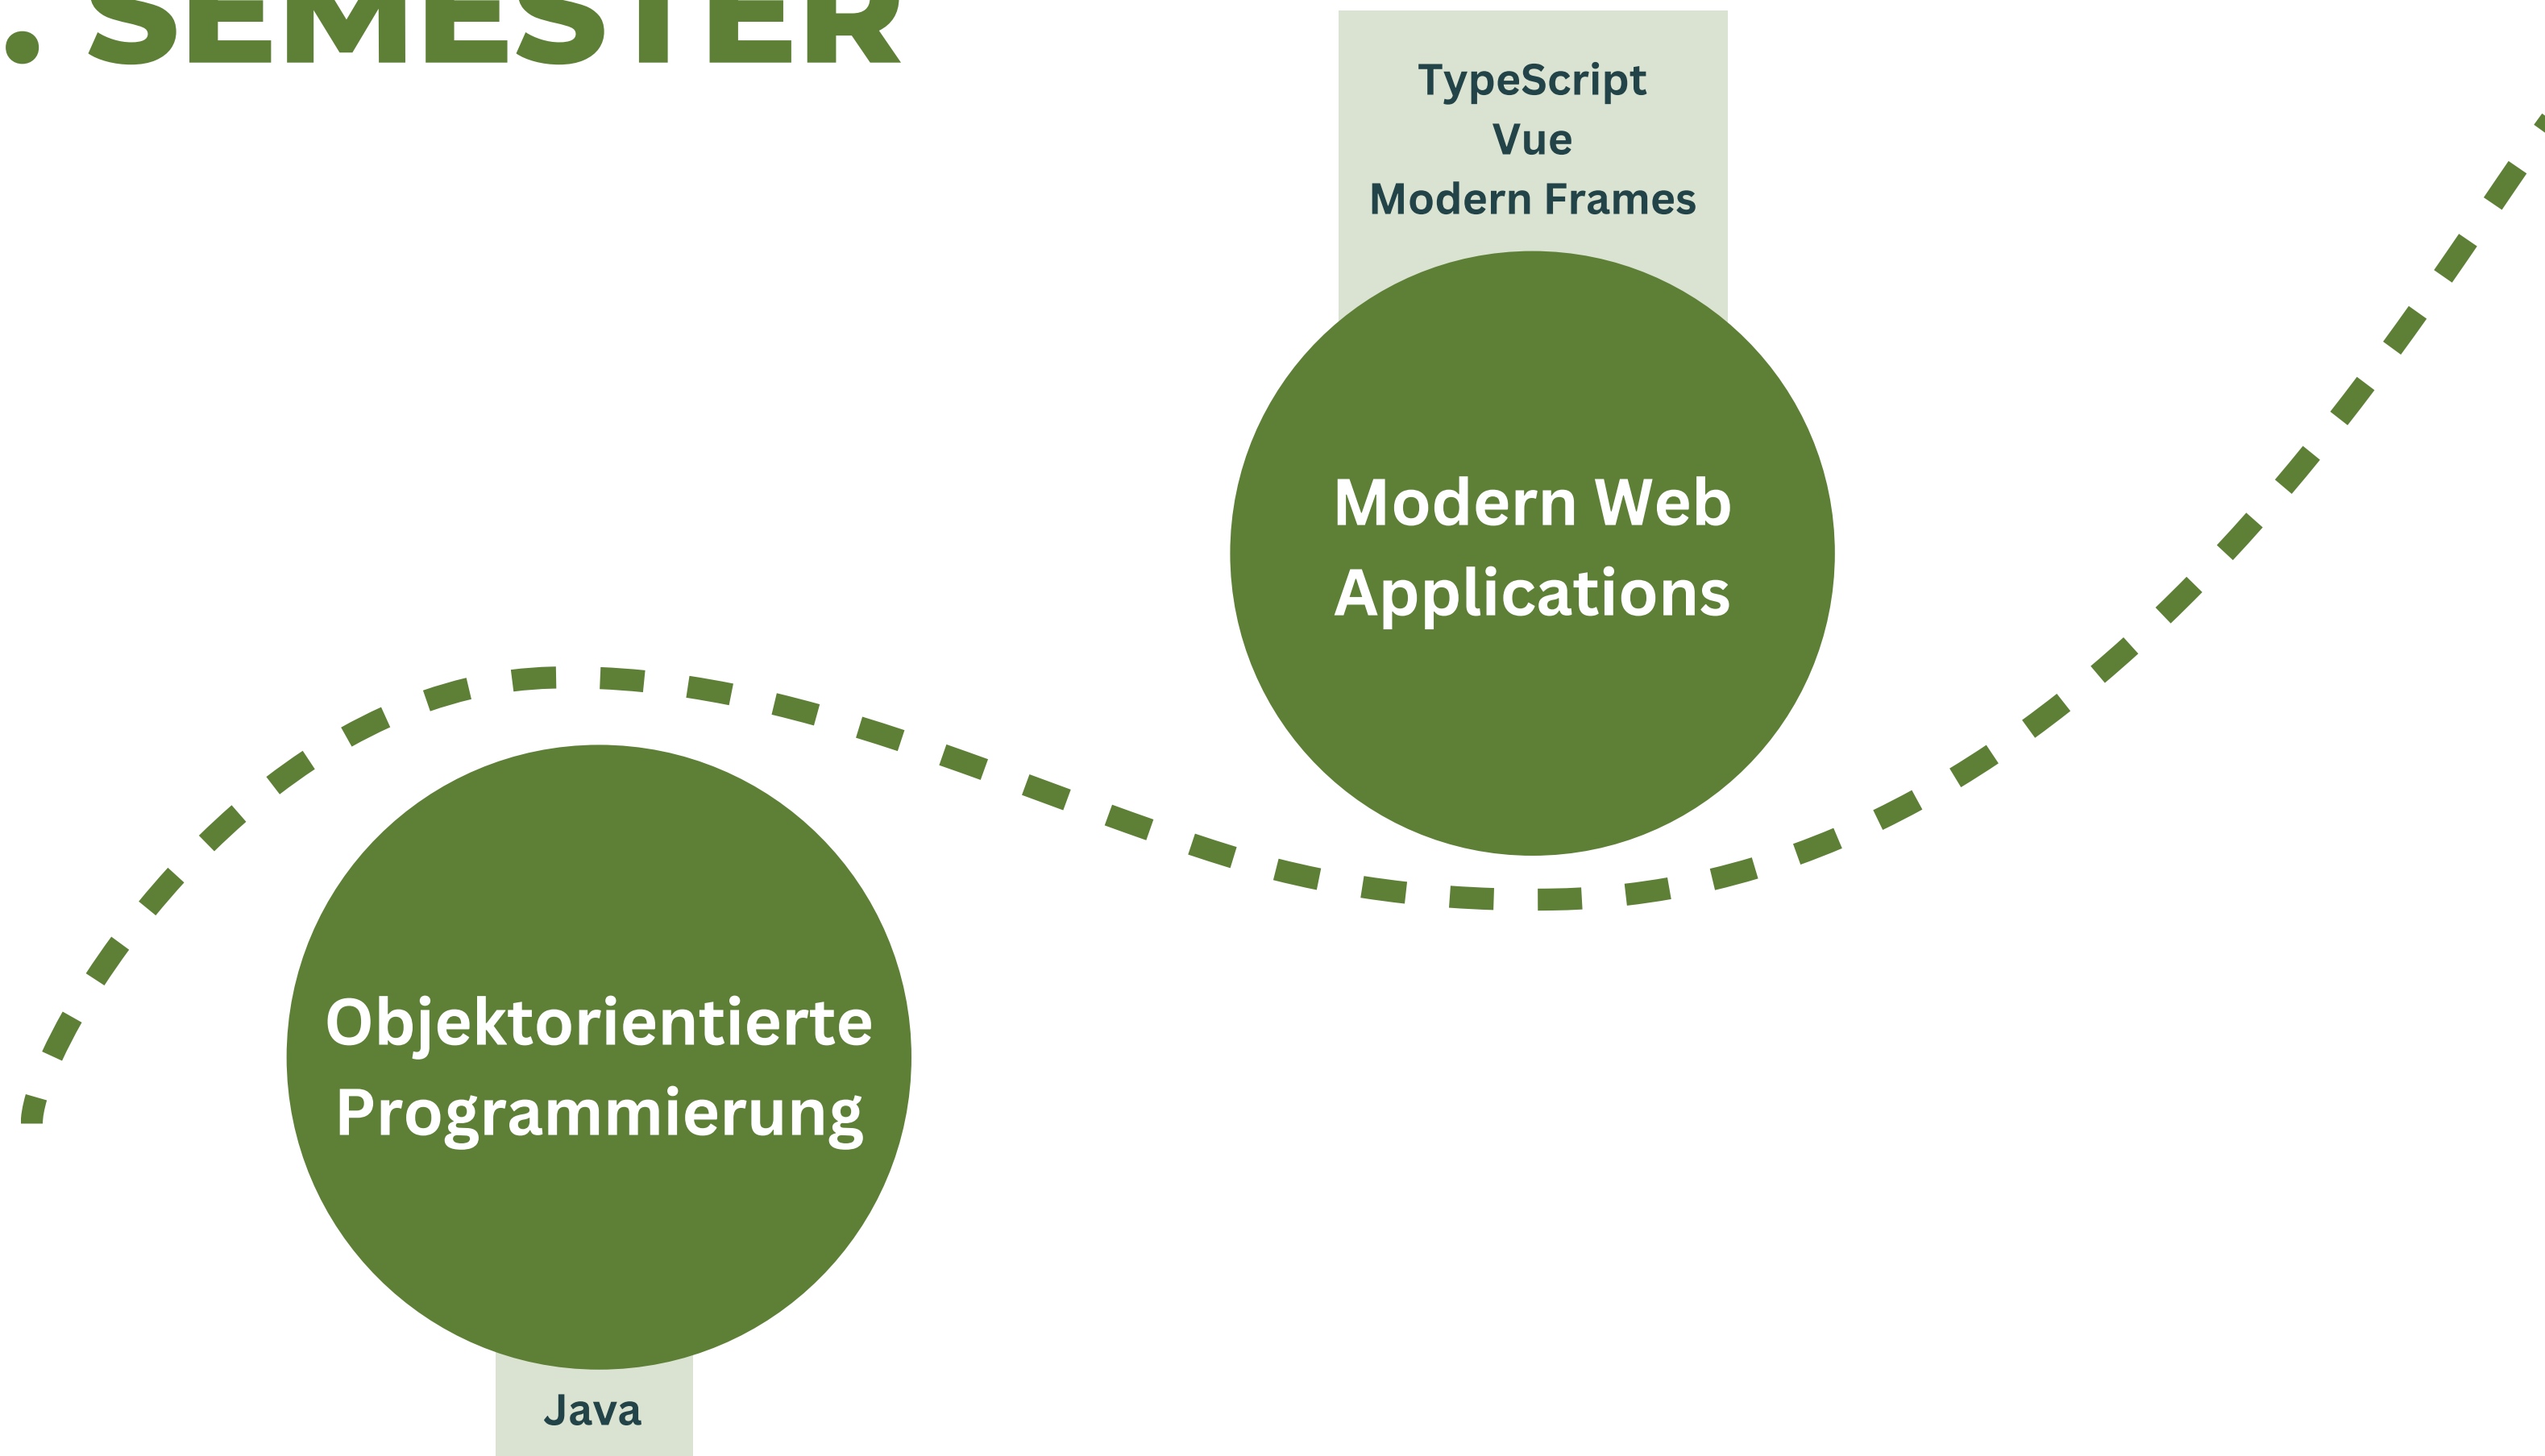 . SEMESTER
TypeScript
Vue
Modern Frames
Modern Web
Applications
Objektorientierte
Programmierung
Java